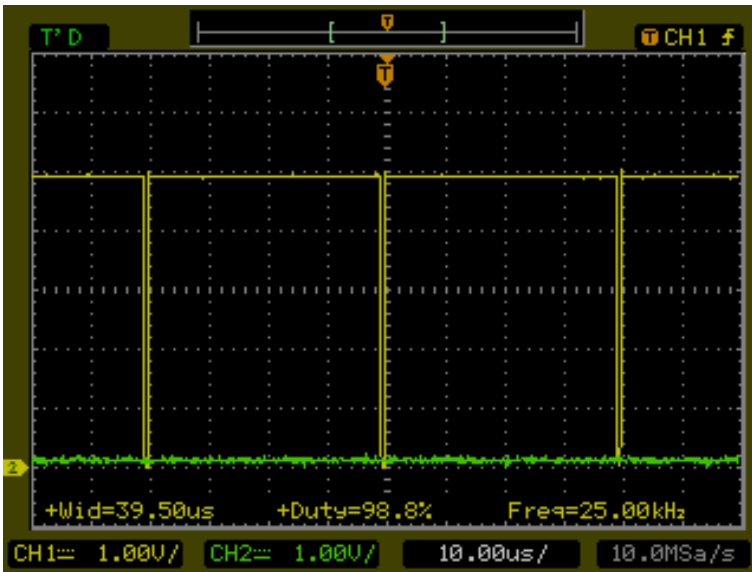 T
T'D
T CH1
T
2
+Wid=39.50us +Duty=98.8% Freq=25.00kHz
CH1 1.00V/ CH2 1.00V/ 10.00us/ 10.0MSa/s